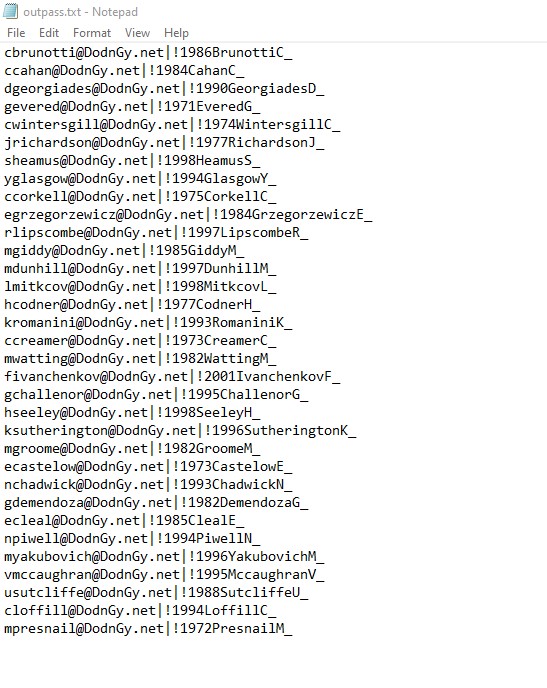 outpass.txt - Notepad
File Edit Format View Help
cbrunotti@DodnGy.net|!1986BrunottiC_
ccahan@DodnGy.net|!1984CahanC_
dgeorgiades@DodnGy.net|!1990GeorgiadesD_
gevered@DodnGy.net|!1971EveredG_
cwintersgill@DodnGy.net|!1974WintersgillC_
jrichardson@DodnGy.net|!1977RichardsonJ_
sheamus@DodnGy.net|!1998HeamusS_
yglasgow@DodnGy.net|!1994GlasgowY_
ccorkell@DodnGy.net|!1975CorkellC_
egrzegorzewicz@DodnGy.net|!1984GrzegorzewiczE_
rlipscombe@DodnGy.net|!1997LipscombeR_
mgiddy@DodnGy.net|!1985GiddyM_
mdunhill@DodnGy.net|!1997DunhillM_
lmitkcov@DodnGy.net|!1998MitkcovL_
hcodner@DodnGy.net|!1977CodnerH_
kromanini@DodnGy.net|!1993RomaniniK_
ccreamer@DodnGy.net|!1973CreamerC_
mwatting@DodnGy.net|!1982WattingM_
fivanchenkov@DodnGy.net|!2001IvanchenkovF_
gchallenor@DodnGy.net|!1995ChallenorG_
hseeley@DodnGy.net|!1998SeeleyH_
ksutherington@DodnGy.net|!1996SutheringtonK_
mgroome@DodnGy.net|!1982GroomeM_
ecastelow@DodnGy.net|!1973CastelowE_
nchadwick@DodnGy.net|!1993ChadwickN_
gdemendoza@DodnGy.net|!1982DemendozaG_
ecleal@DodnGy.net|!1985ClealE_
npiwell@DodnGy.net|!1994PiwellN_
myakubovich@DodnGy.net|!1996YakubovichM_
vmccaughran@DodnGy.net|!1995MccaughranV_
usutcliffe@DodnGy.net|!1988SutcliffeU_
cloffill@DodnGy.net|!1994LoffillC_
mpresnail@DodnGy.net|!1972PresnailM_